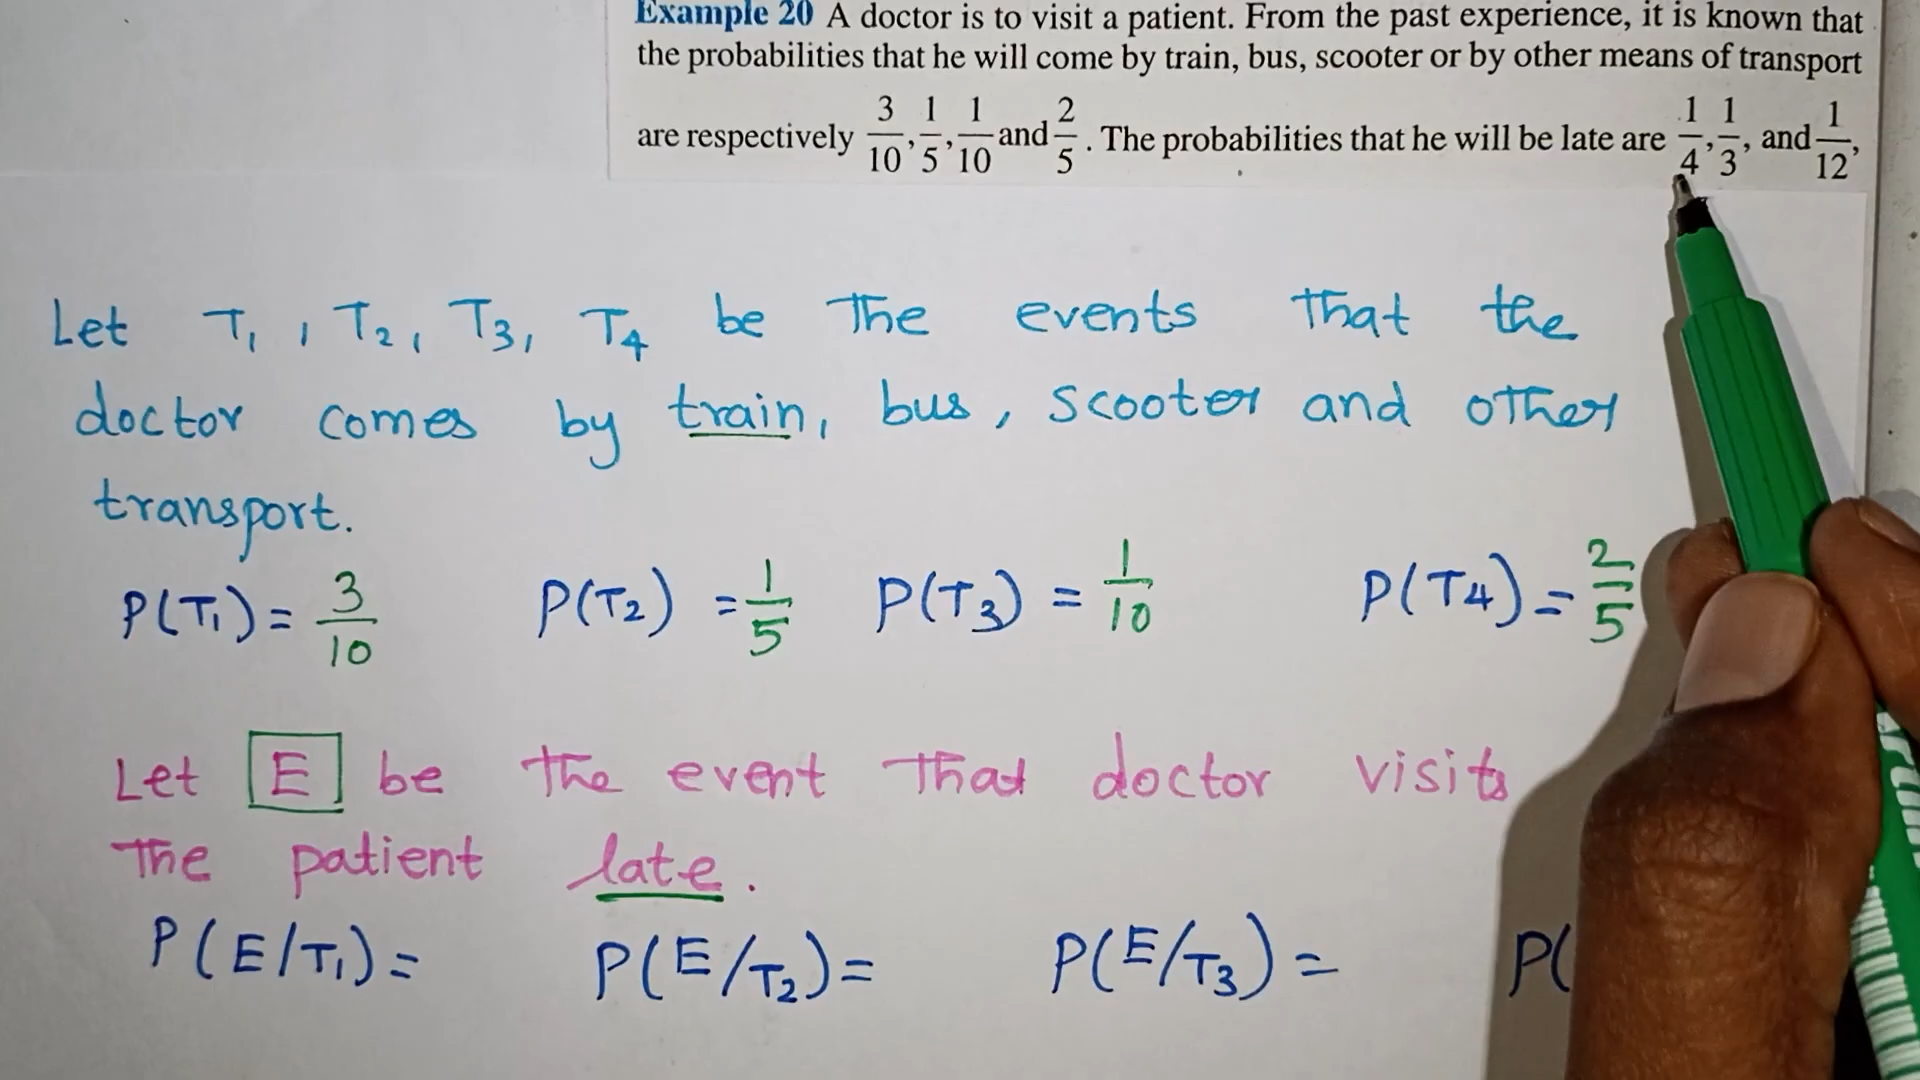 Example 20 A doctor is to visit a patient. From the past experience, it is known that
the probabilities that he will come by train, bus, scooter or by other means of transport
are respectively 3/10, 1/5, 1/10 and 2/5. The probabilities that he will be late are 1/4, 1/3, and 1/12,
Let T₁, T₂, T₃, T₄ be The events That the
doctor comes by train, bus, scooter and other
transport.
P(T₁) = 3/10 P(T₂) = 1/5 P(T₃) = 1/10 P(T₄) = 2/5
Let E be the event That doctor visits
The patient late.
P(E/T₁) = P(E/T₂) = P(E/T₃) = P(